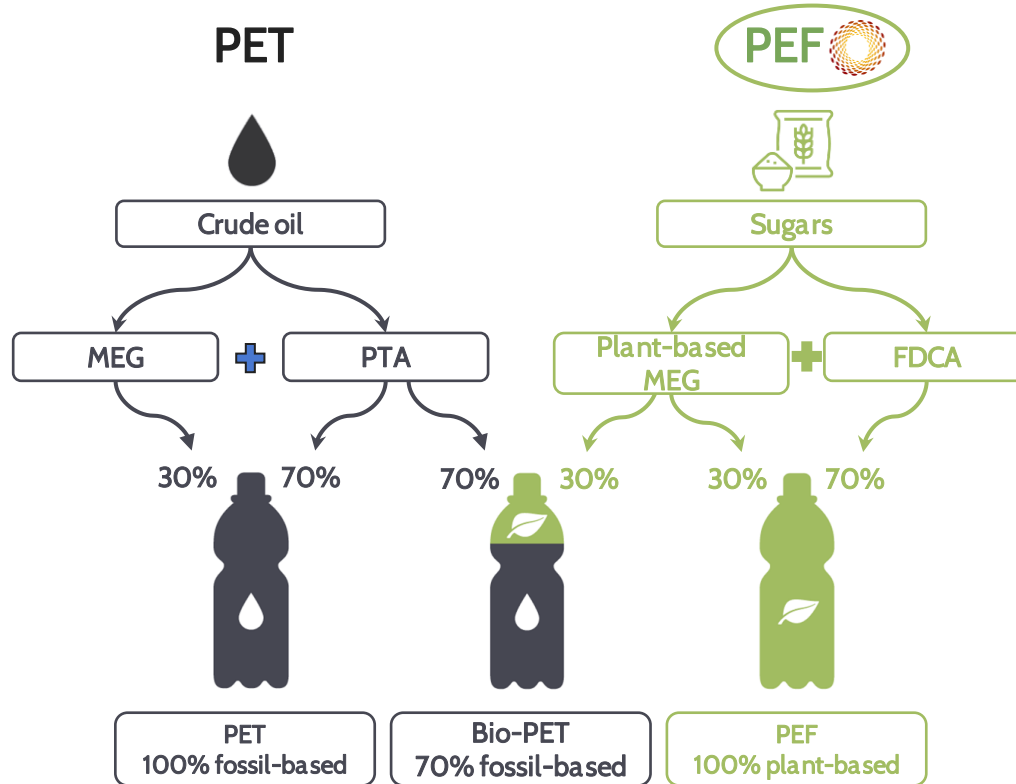 PET
PEF
Crude oil
Sugars
MEG
PTA
Plant-based
MEG
FDCA
30%
70%
70%
30%
30%
70%
PET
100% fossil-based
Bio-PET
70% fossil-based
PEF
100% plant-based